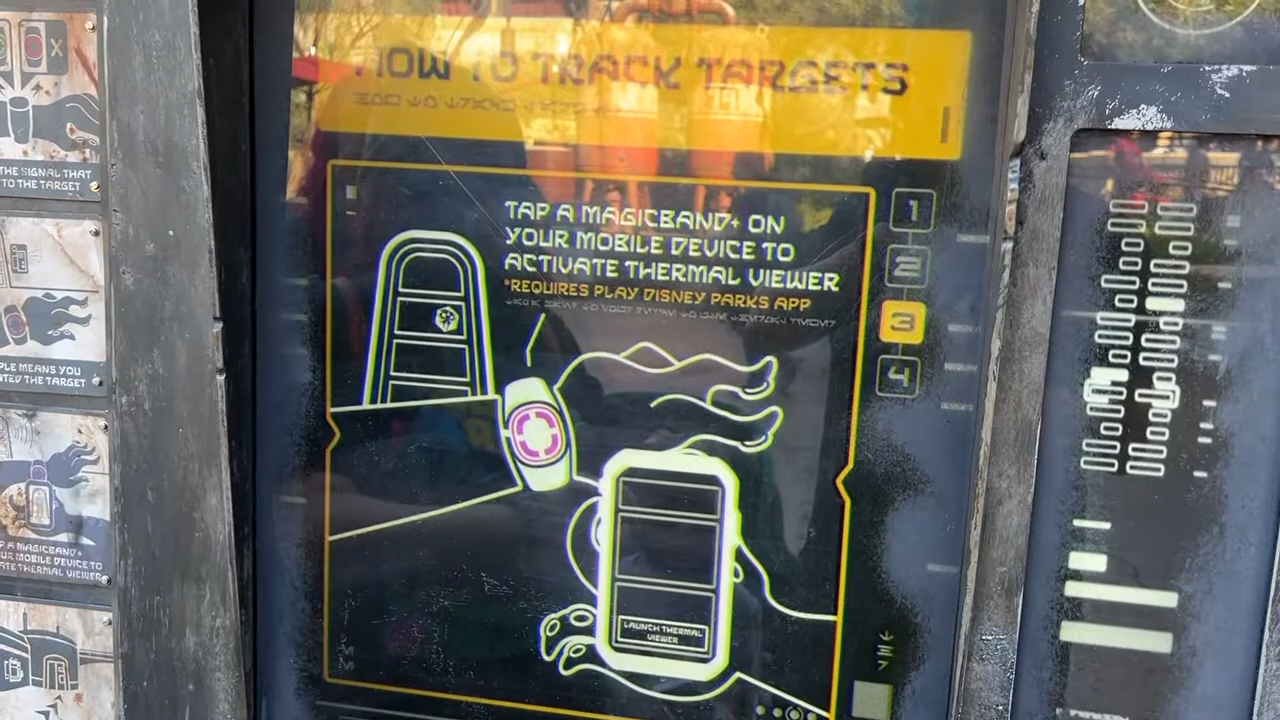 HOW TO TRACK TARGETS
TAP A MAGICBAND+ ON
YOUR MOBILE DEVICE TO
ACTIVATE THERMAL VIEWER
*REQUIRES PLAY DISNEY PARKS APP
1
2
3
4
LAUNCH THERMAL
VIEWER
THE SIGNAL THAT
TO THE TARGET
MEANS YOU
THE TARGET
A MAGICBAND+
MOBILE DEVICE TO
THERMAL VIEWER